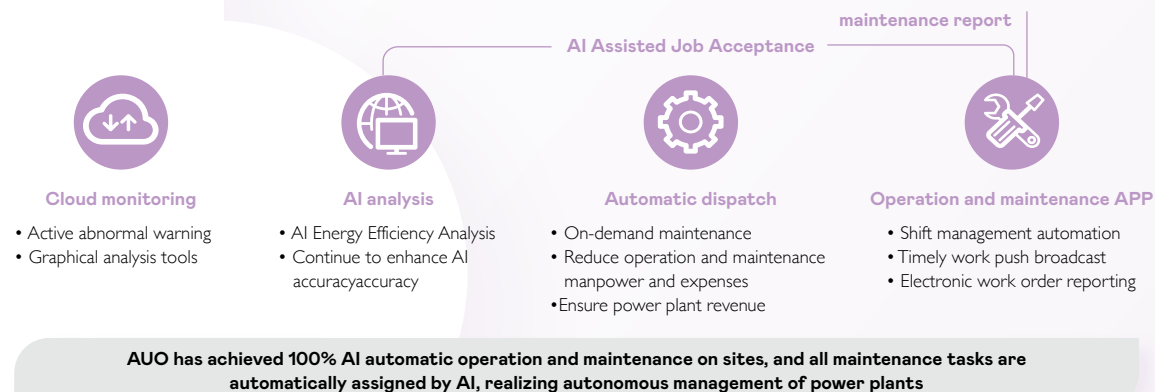 maintenance report
AI Assisted Job Acceptance
Cloud monitoring
• Active abnormal warning
• Graphical analysis tools
AI analysis
• AI Energy Efficiency Analysis
• Continue to enhance AI
accuracyaccuracy
Automatic dispatch
• On-demand maintenance
• Reduce operation and maintenance
manpower and expenses
•Ensure power plant revenue
Operation and maintenance APP
• Shift management automation
• Timely work push broadcast
• Electronic work order reporting
AUO has achieved 100% AI automatic operation and maintenance on sites, and all maintenance tasks are
automatically assigned by AI, realizing autonomous management of power plants